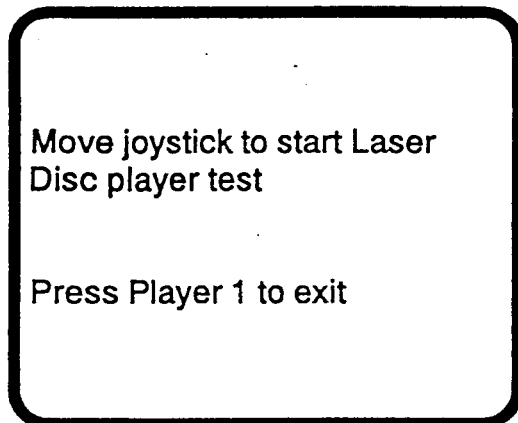 Move joystick to start Laser
Disc player test
Press Player 1 to exit